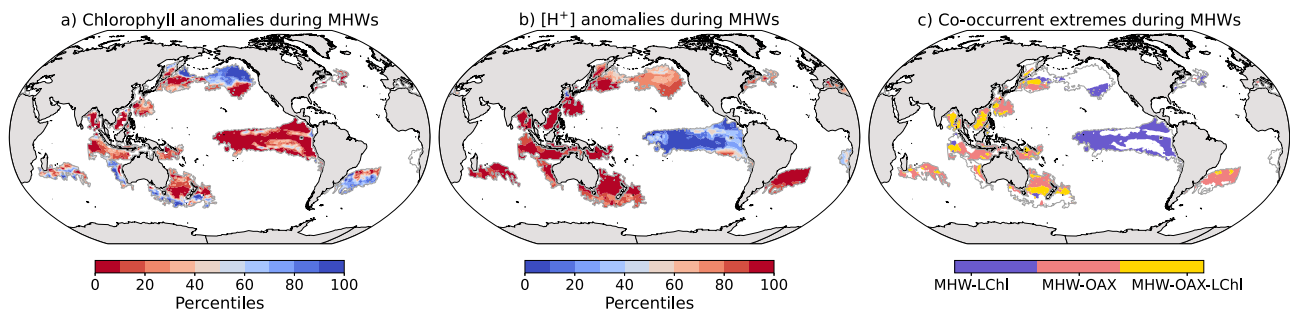 a) Chlorophyll anomalies during MHWs
b) [H⁺] anomalies during MHWs
c) Co-occurrent extremes during MHWs
0 20 40 60 80 100
Percentiles
0 20 40 60 80 100
Percentiles
MHW-LChl MHW-OAX MHW-OAX-LChl